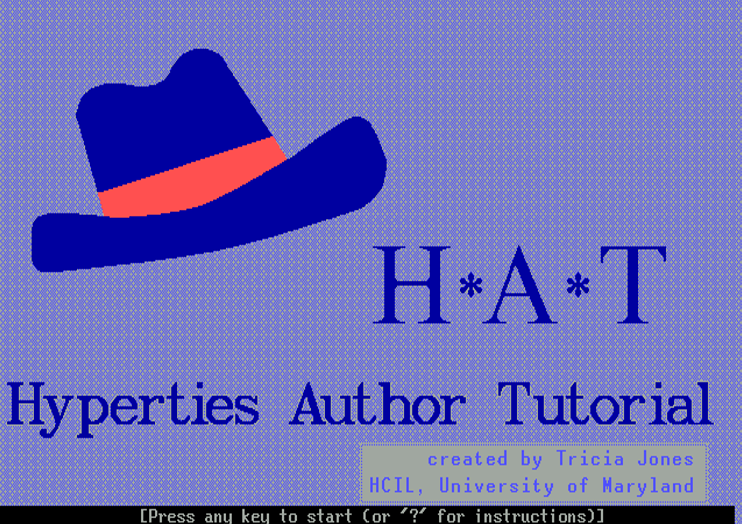 H*A*T
Hyperties Author Tutorial
created by Tricia Jones
HCIL, University of Maryland
[Press any key to start (or '?' for instructions)]